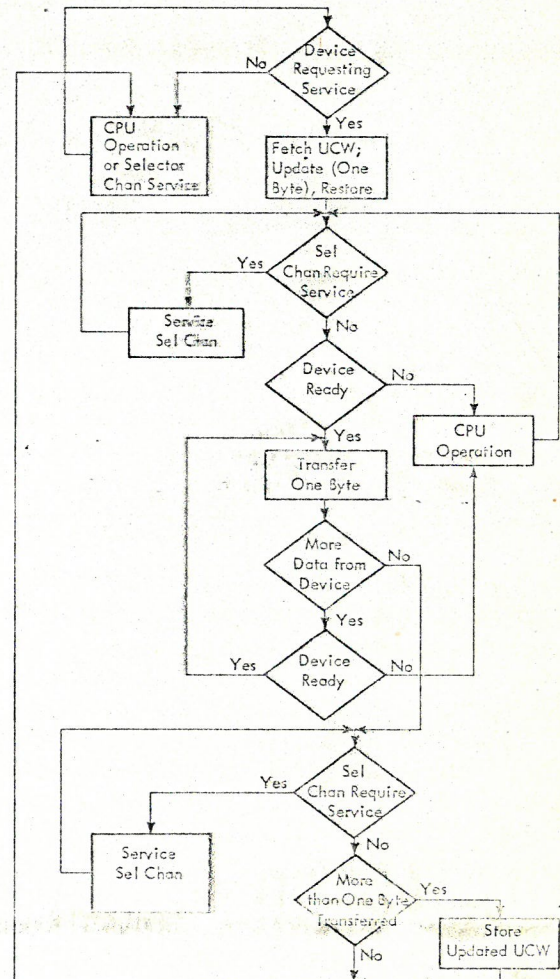 Device
Requesting
Service
No
Yes
CPU
Operation
or Selector
Chan Service
Fetch UCW;
Update (One
Byte), Restore
Sel
Chan Require
Service
Yes
No
Service
Sel Chan
Device
Ready
No
Yes
CPU
Operation
Transfer
One Byte
More
Data from
Device
No
Yes
Device
Ready
Yes
No
Sel
Chan Require
Service
Yes
No
Service
Sel Chan
More
than One Byte
Transferred
Yes
No
Store
Updated UCW